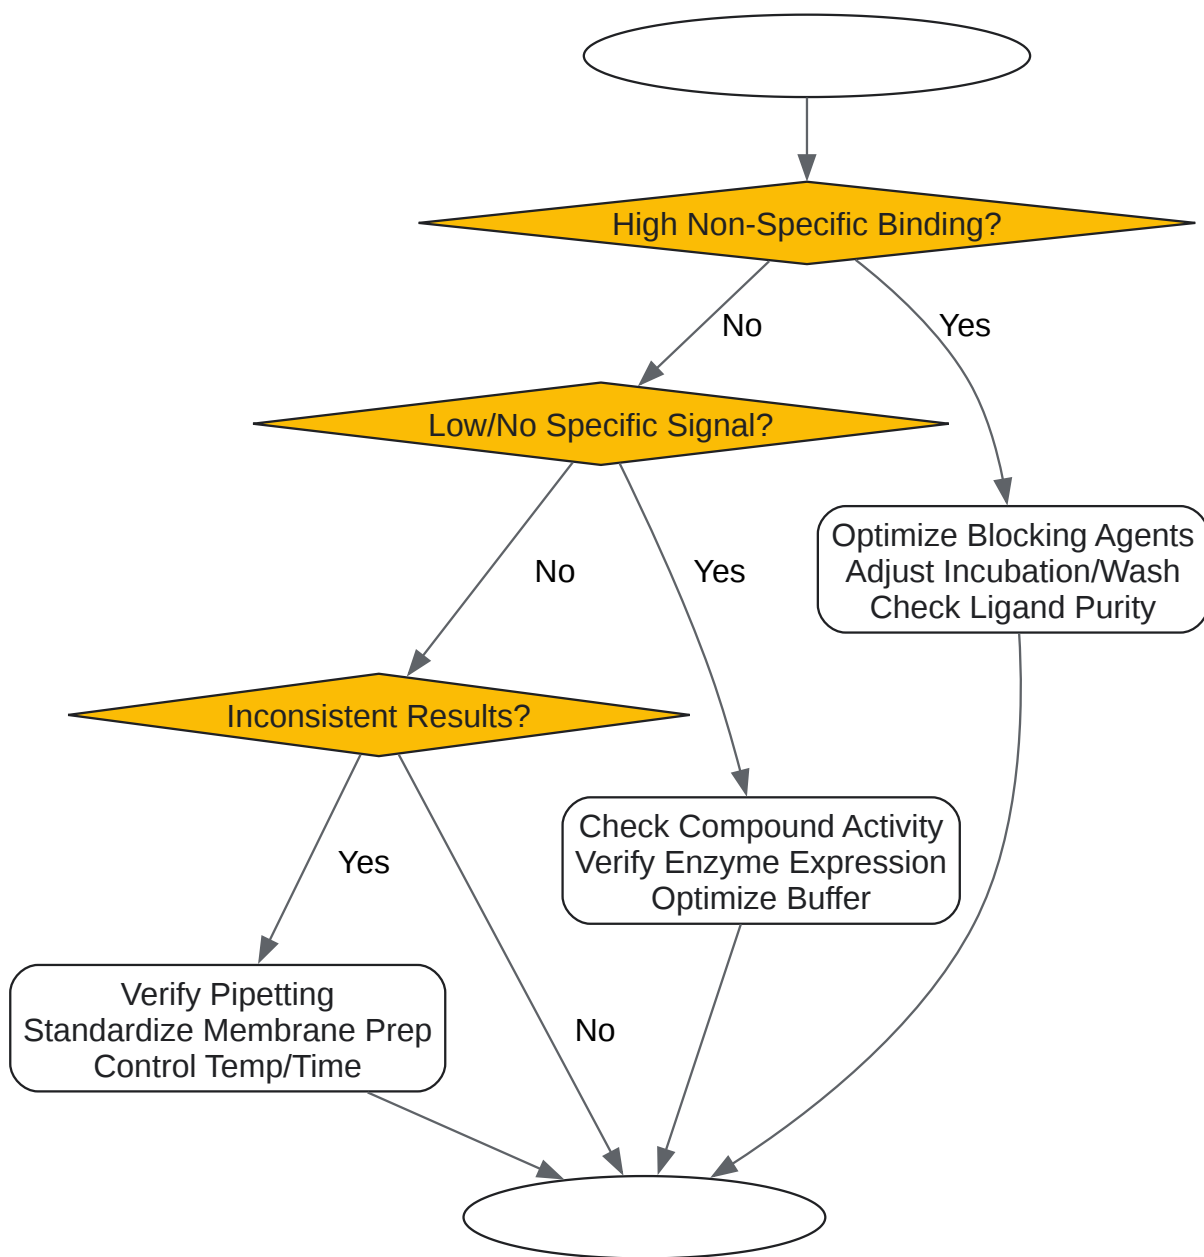 High Non-Specific Binding?
No
Yes
Low/No Specific Signal?
Optimize Blocking Agents
Adjust Incubation/Wash
Check Ligand Purity
No
Yes
Inconsistent Results?
Check Compound Activity
Verify Enzyme Expression
Optimize Buffer
Yes
Verify Pipetting
Standardize Membrane Prep
Control Temp/Time
No